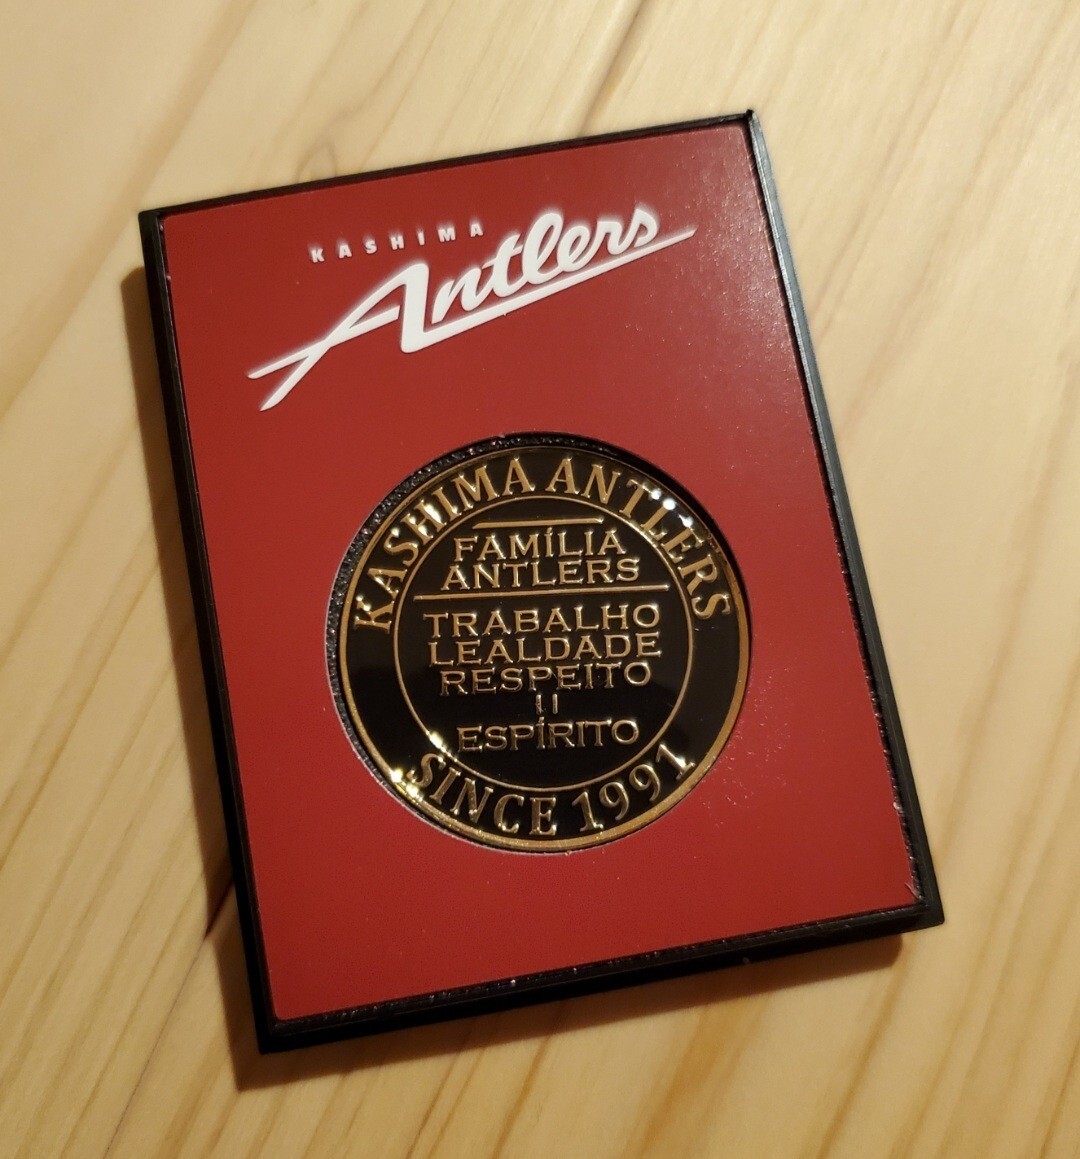 KASHIMA
Antlers
KASHIMA ANTLERS
FAMÍLIA
ANTLERS
TRABALHO
LEALDADE
RESPEITO
II
ESPÍRITO
SINCE 1991